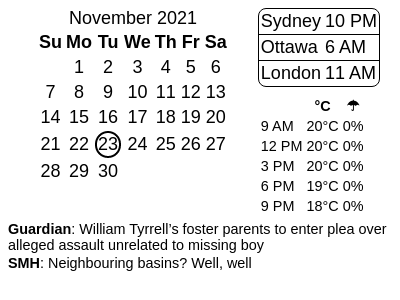 November 2021
Su Mo Tu We Th Fr Sa
1 2 3 4 5 6
7 8 9 10 11 12 13
14 15 16 17 18 19 20
21 22 23 24 25 26 27
28 29 30
Sydney 10 PM
Ottawa 6 AM
London 11 AM
°C ☂
9 AM 20°C 0%
12 PM 20°C 0%
3 PM 20°C 0%
6 PM 19°C 0%
9 PM 18°C 0%
Guardian: William Tyrrell’s foster parents to enter plea over
alleged assault unrelated to missing boy
SMH: Neighbouring basins? Well, well